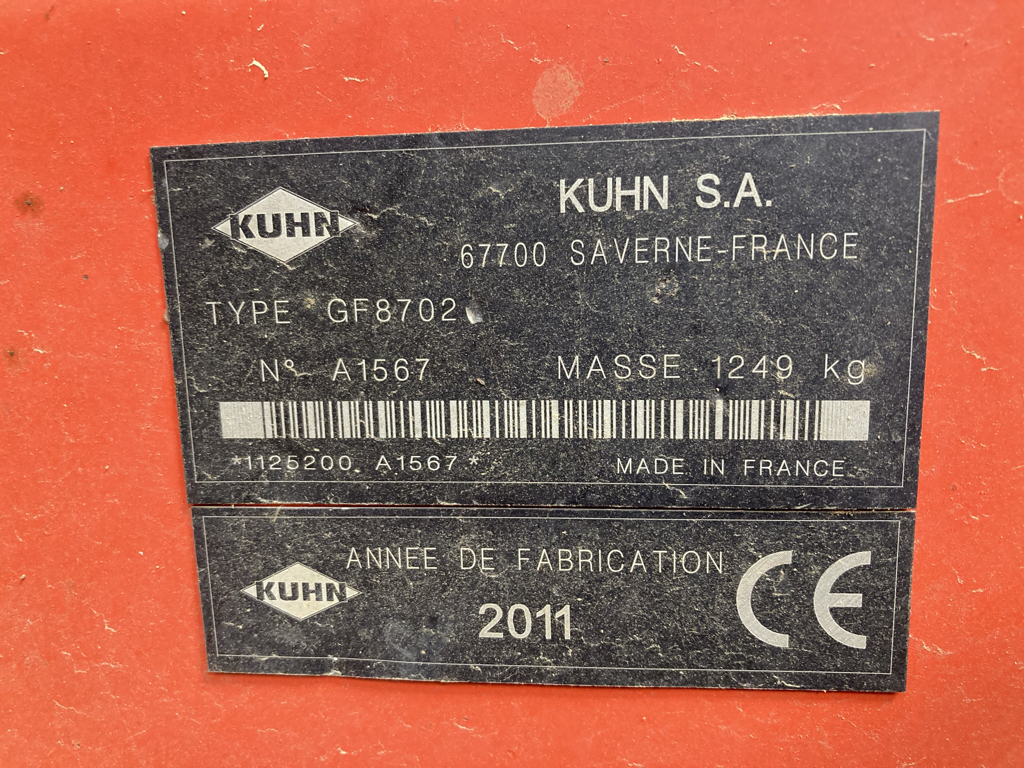 KUHN
KUHN S.A.
67700 SAVERNE-FRANCE
TYPE GF8702
N° A1567 MASSE 1249 kg
*1125200 A1567*
MADE IN FRANCE
KUHN
ANNEE DE FABRICATION
2011
CE